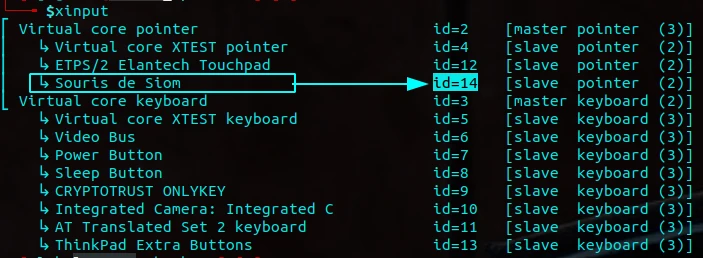 $xinput
Virtual core pointer id=2 [master pointer (3)]
↳ Virtual core XTEST pointer id=4 [slave pointer (2)]
↳ ETPS/2 Elantech Touchpad id=12 [slave pointer (2)]
↳ Souris de Siom id=14 [slave pointer (2)]
Virtual core keyboard id=3 [master keyboard (2)]
↳ Virtual core XTEST keyboard id=5 [slave keyboard (3)]
↳ Video Bus id=6 [slave keyboard (3)]
↳ Power Button id=7 [slave keyboard (3)]
↳ Sleep Button id=8 [slave keyboard (3)]
↳ CRYPTOTRUST ONLYKEY id=9 [slave keyboard (3)]
↳ Integrated Camera: Integrated C id=10 [slave keyboard (3)]
↳ AT Translated Set 2 keyboard id=11 [slave keyboard (3)]
↳ ThinkPad Extra Buttons id=13 [slave keyboard (3)]